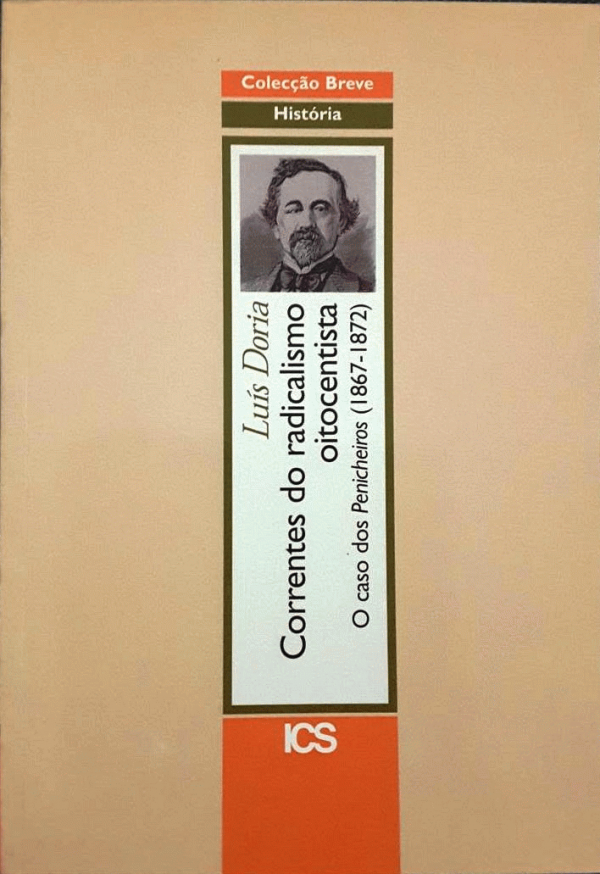 Colecção Breve
História
Luís Doria
Correntes do radicalismo
oitocentista
O caso dos Penicheiros (1867-1872)
ICS